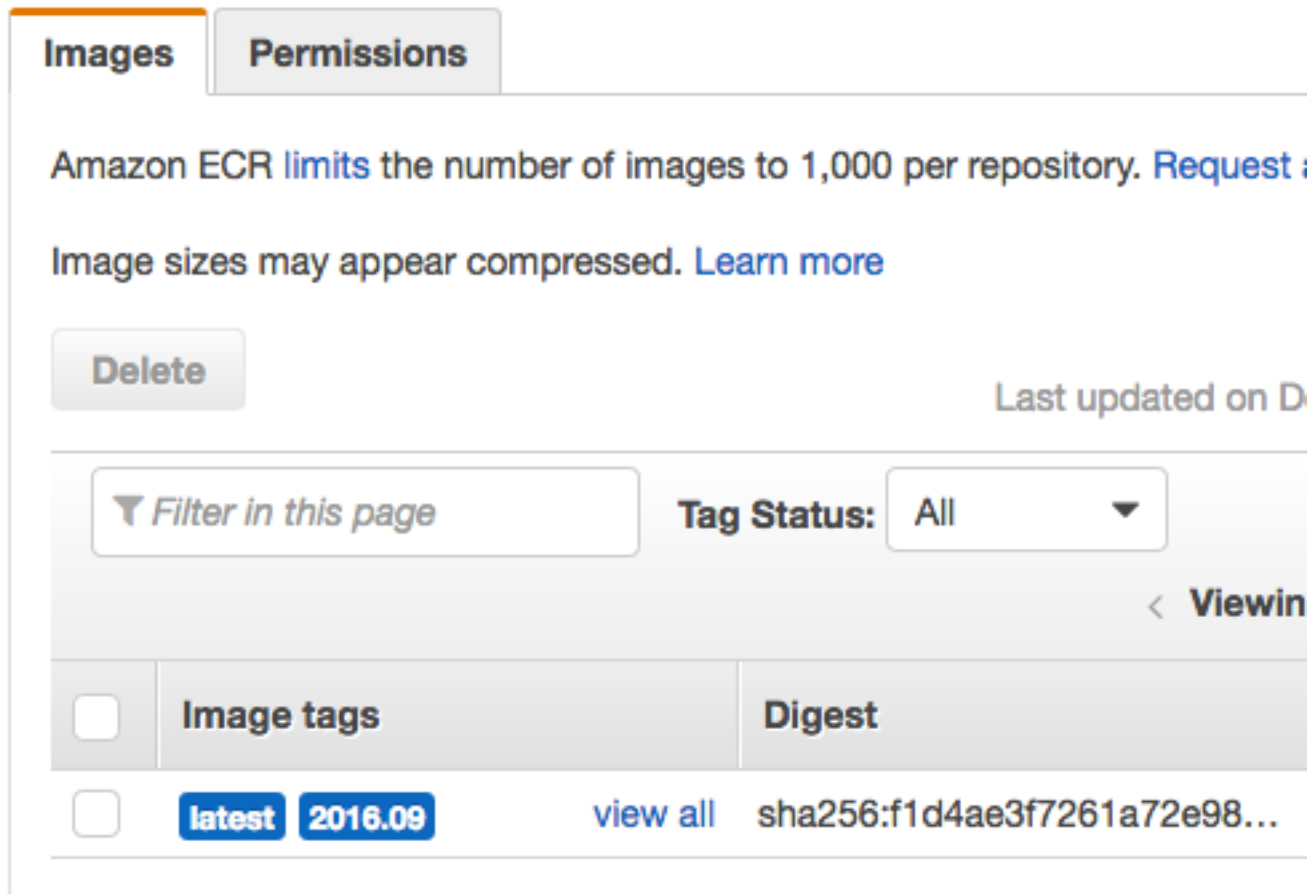 Images Permissions
Amazon ECR limits the number of images to 1,000 per repository. Request
Image sizes may appear compressed. Learn more
Delete
Last updated on
Filter in this page Tag Status: All
< Viewin
Image tags Digest
latest 2016.09 view all sha256:f1d4ae3f7261a72e98...